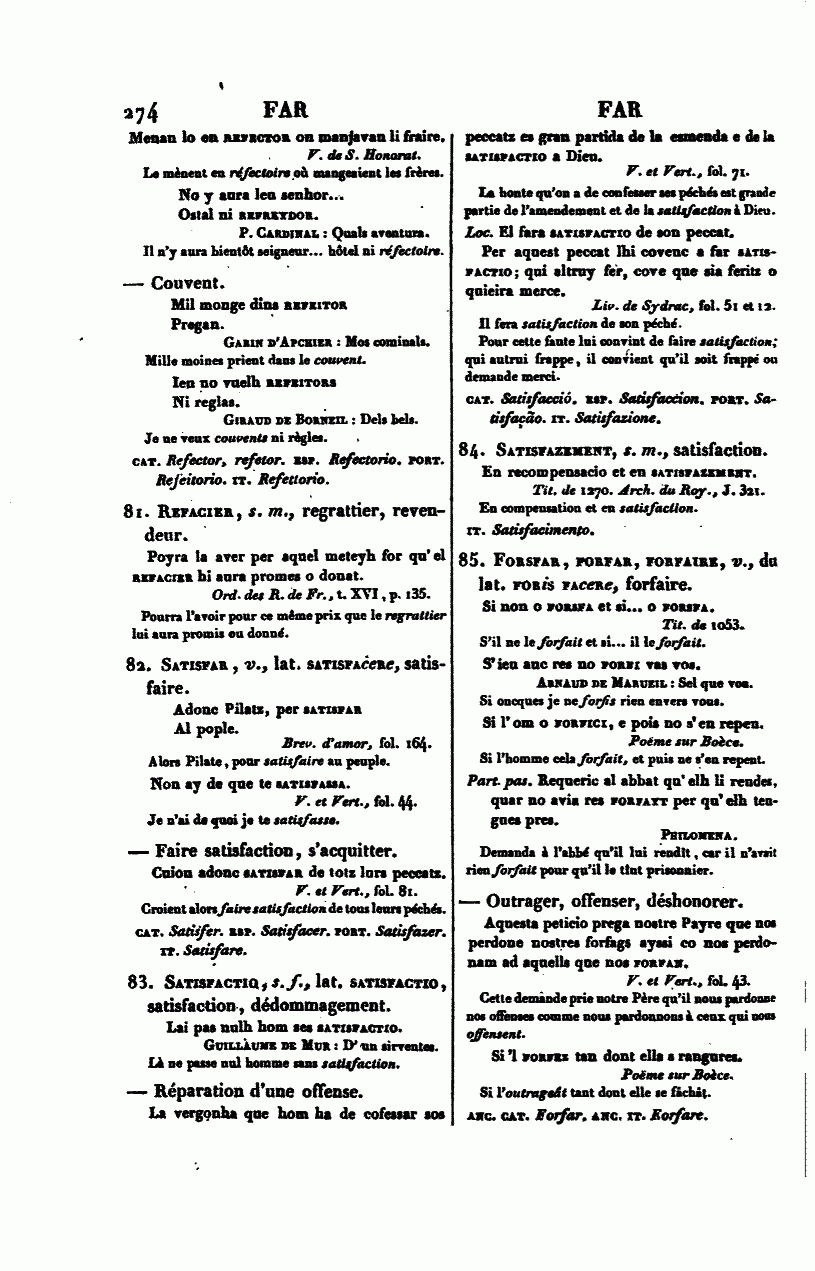 274 FAR
Menan lo en REFECTOR on manjavan li fraire.
V. de S. Honorat.
Le mènent en réfectoire où mangeaient les frères.
No y aura leu senhor...
Ostal ni REFREYDOR.
P. CARDINAL : Quals aventura.
Il n'y aura bientôt seigneur... hôtel ni réfectoire.
— Couvent.
Mil monge dins REFEITOR
Pregan.
GARIN D'APCHIER : Mos cominals.
Mille moines prient dans le couvent.
Ieu no vuelh REFEITORS
Ni reglas.
GIRAUD DE BORNEIL : Dels bels.
Je ne veux couvents ni règles.
CAT. Refector, refetor. ESP. Refectorio. PORT.
Refeitorio. IT. Refettorio.
81. REFACIER, s. m., regrattier, reven-
deur.
Poyra la aver per aquel meteyh for qu'el
REFACIER hi aura promes o donat.
Ord. des R. de Fr., t. XVI, p. 135.
Pourra l'avoir pour ce même prix que le regrattier
lui aura promis ou donné.
82. SATISFAR, v., lat. SATISFACere, satis-
faire.
Adonc Pilatz, per SATISFAR
Al pople.
Brev. d'amor, fol. 164.
Alors Pilate, pour satisfaire au peuple.
Non ay de que te SATISFASSA.
V. et Vert., fol. 44.
Je n'ai de quoi je te satisfasse.
— Faire satisfaction, s'acquitter.
Cuion adonc SATISFAR de totz lurs peccatz.
V. et Vert., fol. 81.
Croient alors faire satisfaction de tous leurs péchés.
CAT. Satisfer. ESP. Satisfacer. PORT. Satisfazer.
IT. Satisfare.
83. SATISFACTIO, s. f., lat. SATISFACTIO,
satisfaction, dédommagement.
Lai pas nulh hom ses SATISFACTIO.
GUILLAUME DE MUR : D'un sirventes.
Là ne passe nul homme sans satisfaction.
— Réparation d'une offense.
La vergonha que hom ha de cofessar sos
FAR
peccatz es gran partida de la esmenda e de la
SATISFACTIO a Dieu.
V. et Vert., fol. 71.
La honte qu'on a de confesser ses péchés est grande
partie de l'amendement et de la satisfaction à Dieu.
Loc. El fara SATISFACTIO de son peccat.
Per aquest peccat lhi covenc a far SATIS-
FACTIO; qui altruy fer, cove que sia feritz o
quieira merce.
Liv. de Sydrac, fol. 51 et 12.
Il fera satisfaction de son péché.
Pour cette faute lui convint de faire satisfaction;
qui autrui frappe, il convient qu'il soit frappé ou
demande merci.
CAT. Satisfacció. ESP. Satisfaccion. PORT. Sa-
tisfação. IT. Satisfazione.
84. SATISFAZEMENT, s. m., satisfaction.
En recompensacio et en SATISFAZEMENT.
Tit. de 1270. Arch. du Roy., J. 321.
En compensation et en satisfaction.
IT. Satisfacimento.
85. FORSFAR, FORFAR, FORFAIRE, v., du
lat. FORis FACere, forfaire.
Si non o FORSFA et si... o FORSFA.
Tit. de 1053.
S'il ne le forfait et si... il le forfait.
S'ieu anc res no FORFI vas vos.
ARNAUD DE MARUEIL : Sel que vos.
Si oncques je ne forfis rien envers vous.
Si l'om o FORFICI, e pois no s'en repen.
Poëme sur Boèce.
Si l'homme cela forfait, et puis ne s'en repent.
Part. pas. Requeric al abbat qu'elh li rendes,
quar no avia res FORFAYT per qu'elh ten-
gues pres.
PHILOMENA.
Demanda à l'abbé qu'il lui rendît, car il n'avait
rien forfait pour qu'il le tînt prisonnier.
— Outrager, offenser, déshonorer.
Aquesta peticio prega nostre Payre que nos
perdone nostres forfags ayssi co nos perdo-
nam ad aquells que nos FORFAN.
V. et Vert., fol. 43.
Cette demande prie notre Père qu'il nous pardonne
nos offenses comme nous pardonnons à ceux qui nous
offensent.
Si 'l FORFEZ tan dont ella s rangures.
Poëme sur Boèce.
Si l'outrageât tant dont elle se fâchât.
ANC. CAT. Forfar. ANC. IT. Forfare.